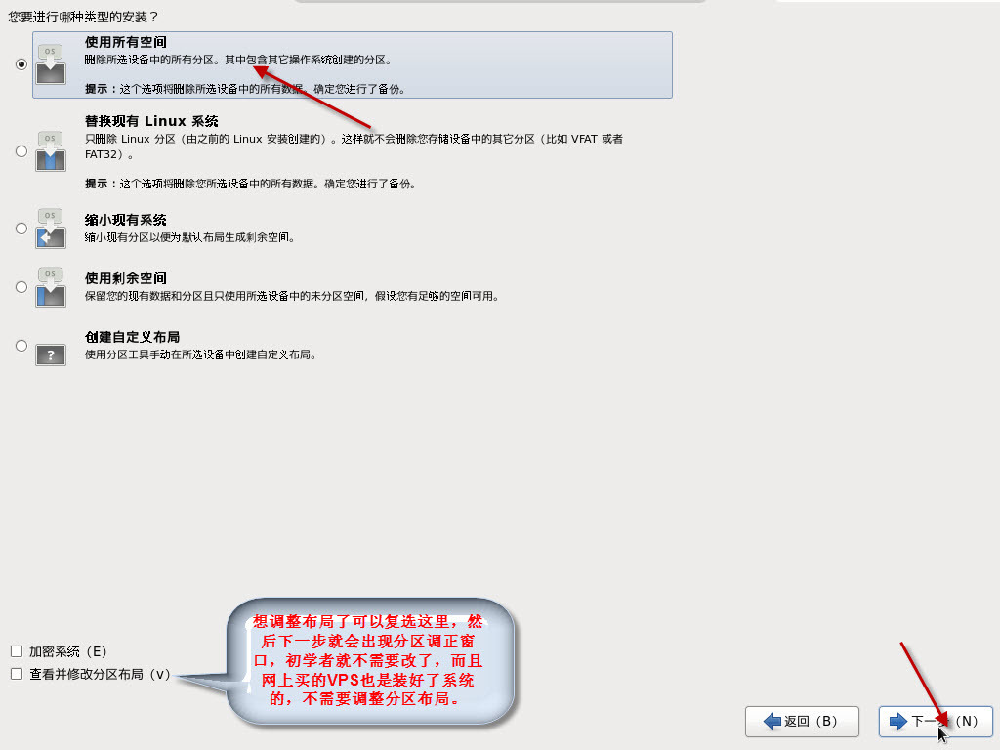 您要进行哪种类型的安装？
OS
使用所有空间
删除所选设备中的所有分区。其中包含其它操作系统创建的分区。
提示：这个选项将删除所选设备中的所有数据。确定您进行了备份。
替换现有 Linux 系统
OS
只删除 Linux 分区（由之前的 Linux 安装创建的）。这样就不会删除您存储设备中的其它分区（比如 VFAT 或者
FAT32）。
提示：这个选项将删除您所选设备中的所有数据。确定您进行了备份。
OS
缩小现有系统
缩小现有分区以便为默认布局生成剩余空间。
OS
使用剩余空间
保留您的现有数据和分区且只使用所选设备中的未分区空间，假设您有足够的空间可用。
创建自定义布局
?
使用分区工具手动在所选设备中创建自定义布局。
想调整布局了可以复选这里，然
后下一步就会出现分区调正窗
口，初学者就不需要改了，而且
网上买的VPS也是装好了系统
的，不需要调整分区布局。
加密系统（E）
查看并修改分区布局（v）
返回（B）
下一（N）